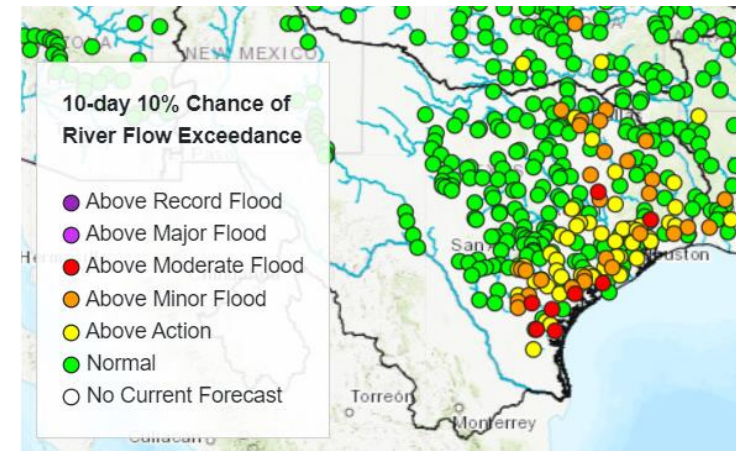 NEW MEXICO
10-day 10% Chance of
River Flow Exceedance
Above Record Flood
Above Major Flood
Above Moderate Flood
Above Minor Flood
Above Action
Normal
No Current Forecast
San
Houston
Torreón
Monterrey